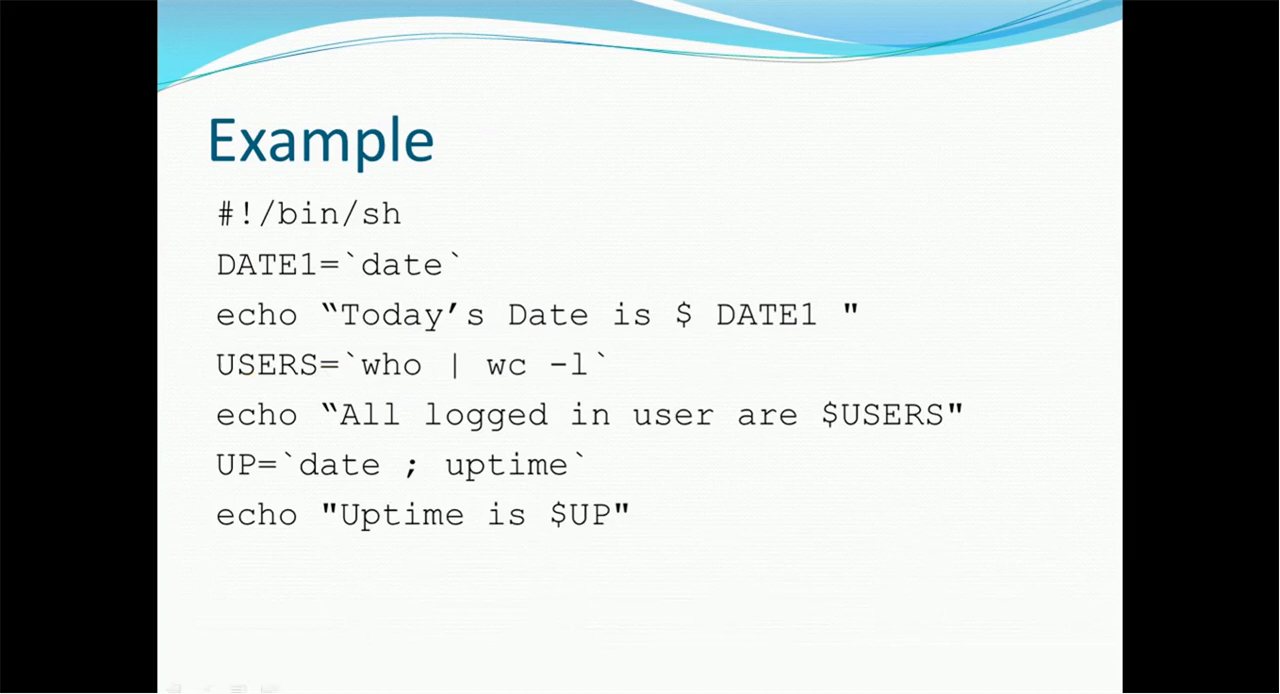 Example
#!/bin/sh
DATE1=`date`
echo “Today’s Date is $ DATE1 "
USERS=`who | wc -l`
echo “All logged in user are $USERS"
UP=`date ; uptime`
echo "Uptime is $UP"